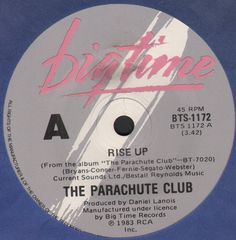 bigtime
45 RPM
A
BTS-1172
BTS 1172-A
(3.42)
RISE UP
(From the album "The Parachute Club"—BT-7020)
(Bryans-Conger-Fernie-Segato-Webster)
Current Sounds Ltd./Bestall Reynolds Music
THE PARACHUTE CLUB
Produced by Daniel Lanois
Manufactured under licence
by Big Time Records
℗ 1983 RCA
Inc.